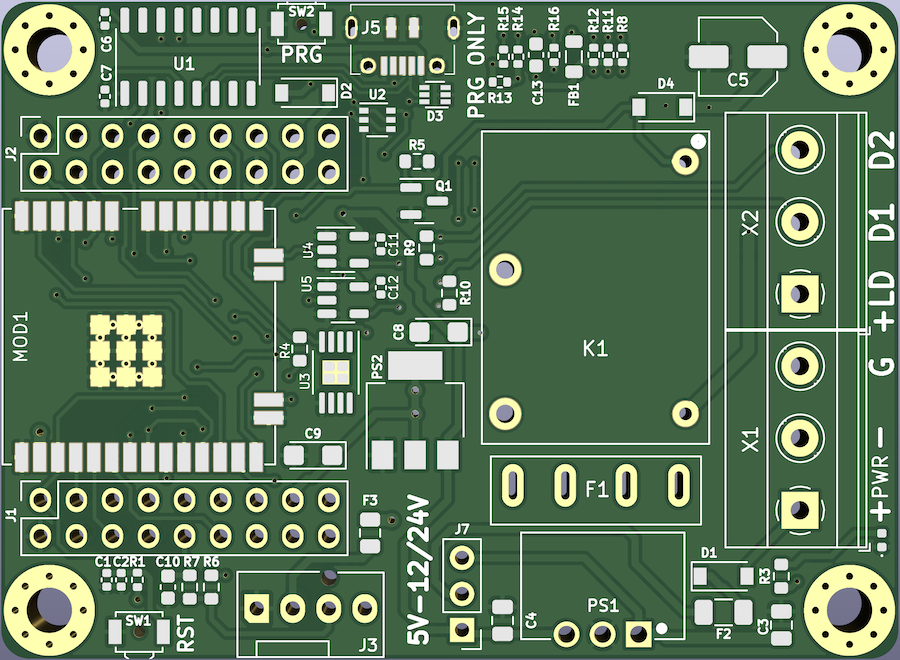 C6
C7
U1
SW2
PRG
D2
J5
U2
D3
PRG ONLY
R15
R14
R13
R16
C13
FB1
R12
R11
R8
D4
C5
J2
R5
Q1
D2
D1
+LD
X2
U4
C11
R9
U5
C12
R10
MOD1
R4
U3
C8
PS2
K1
G
X1
+PWR−
C9
J1
F3
F1
5V-12/24V
J7
C1
C2
R1
C10
R7
R6
SW1
RST
J3
C4
PS1
D1
F2
R3
C3